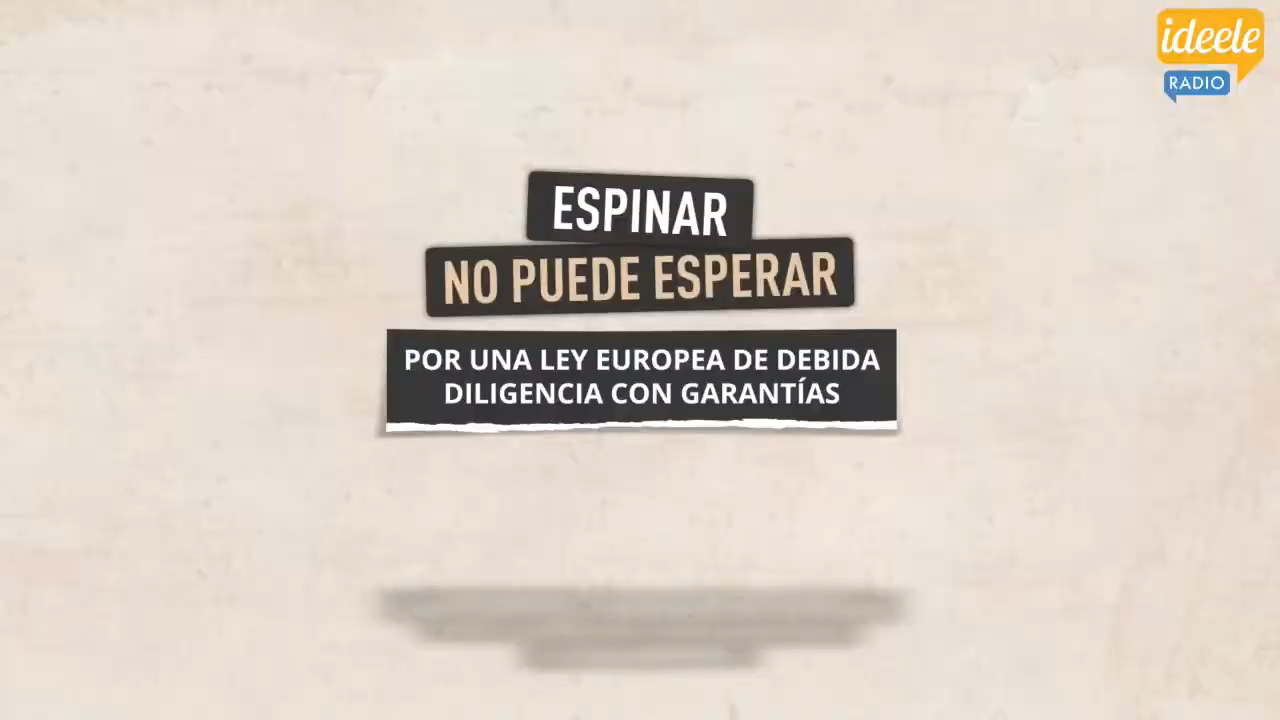 ideele
RADIO
ESPINAR
NO PUEDE ESPERAR
POR UNA LEY EUROPEA DE DEBIDA
DILIGENCIA CON GARANTÍAS